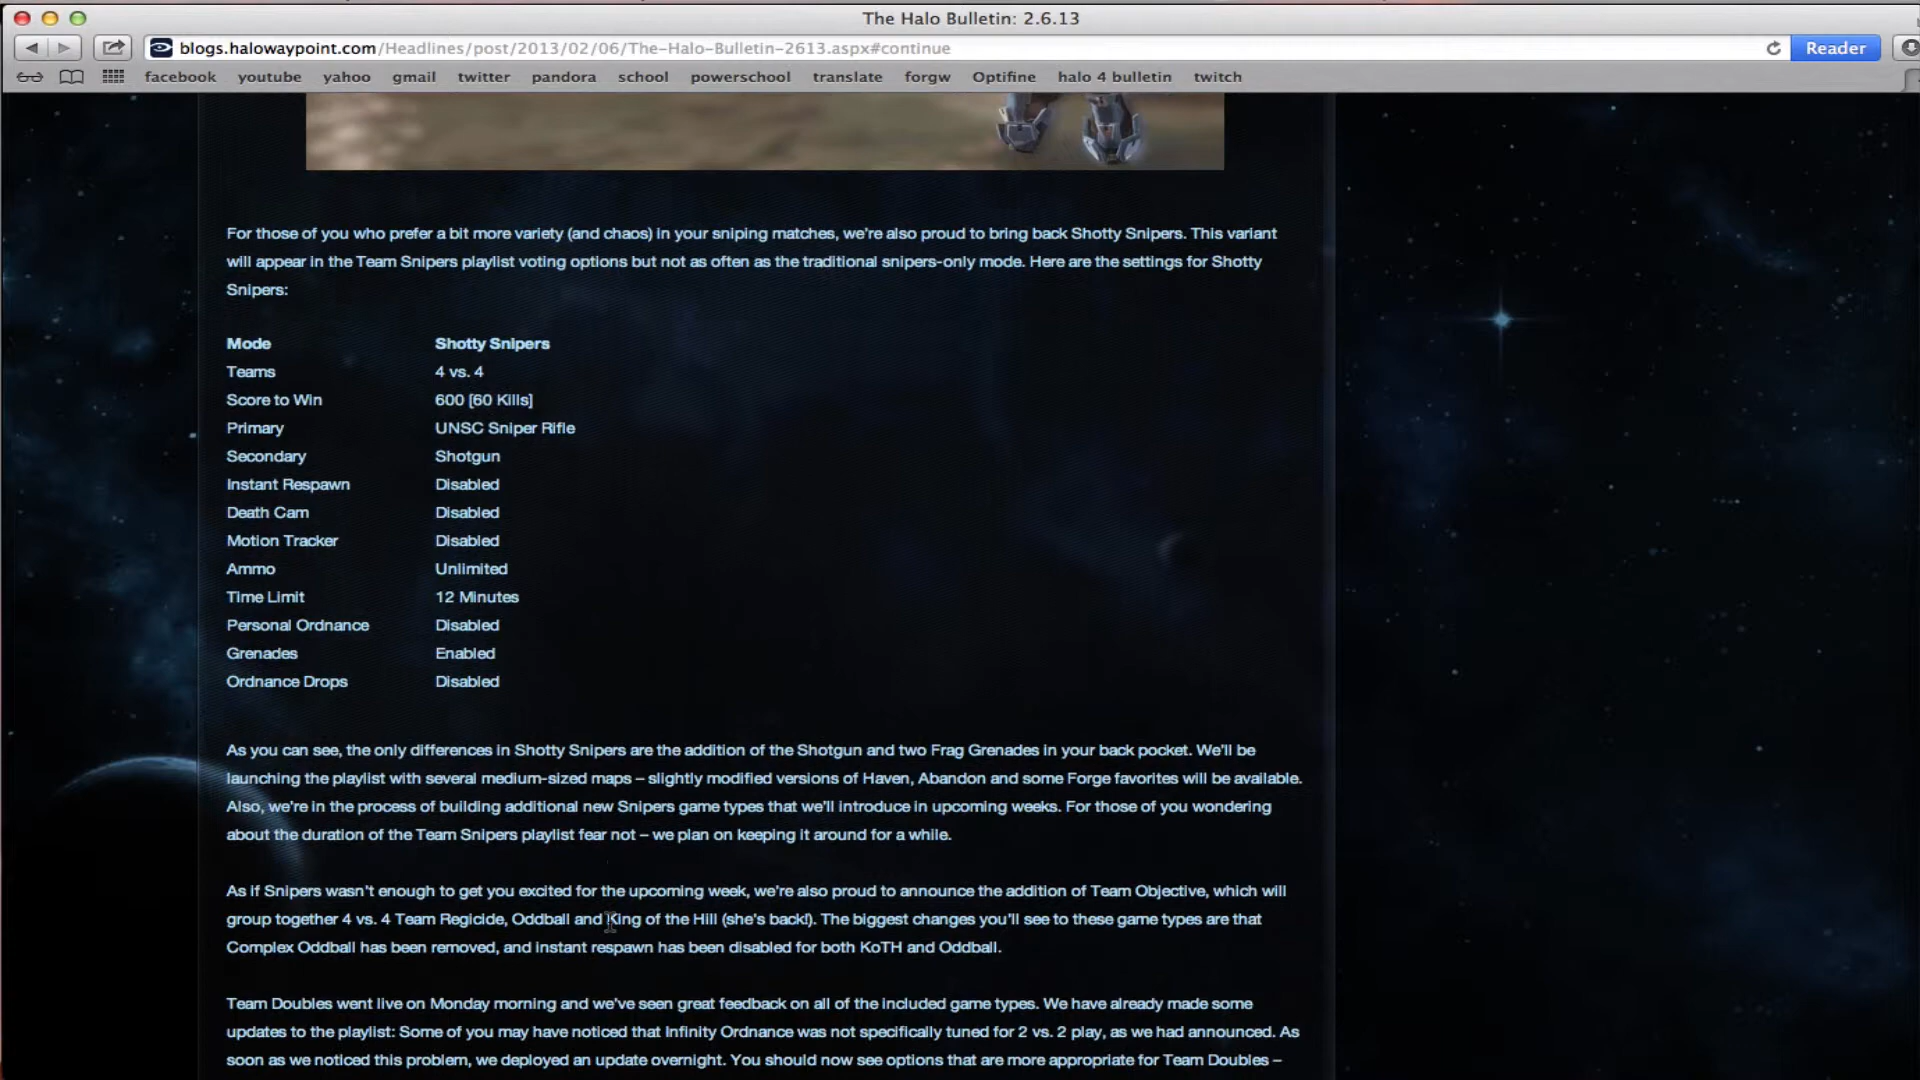 The Halo Bulletin: 2.6.13
blogs.halowaypoint.com/Headlines/post/2013/02/06/The-Halo-Bulletin-2613.aspx#continue
Reader
facebook youtube yahoo gmail twitter pandora school powerschool translate forgw Optifine halo 4 bulletin twitch
For those of you who prefer a bit more variety (and chaos) in your sniping matches, we're also proud to bring back Shotty Snipers. This variant
will appear in the Team Snipers playlist voting options but not as often as the traditional snipers-only mode. Here are the settings for Shotty
Snipers:
Mode Shotty Snipers
Teams 4 vs. 4
Score to Win 600 [60 Kills]
Primary UNSC Sniper Rifle
Secondary Shotgun
Instant Respawn Disabled
Death Cam Disabled
Motion Tracker Disabled
Ammo Unlimited
Time Limit 12 Minutes
Personal Ordnance Disabled
Grenades Enabled
Ordnance Drops Disabled
As you can see, the only differences in Shotty Snipers are the addition of the Shotgun and two Frag Grenades in your back pocket. We'll be
launching the playlist with several medium-sized maps – slightly modified versions of Haven, Abandon and some Forge favorites will be available.
Also, we're in the process of building additional new Snipers game types that we'll introduce in upcoming weeks. For those of you wondering
about the duration of the Team Snipers playlist fear not – we plan on keeping it around for a while.
As if Snipers wasn't enough to get you excited for the upcoming week, we're also proud to announce the addition of Team Objective, which will
group together 4 vs. 4 Team Regicide, Oddball and King of the Hill (she's back!). The biggest changes you'll see to these game types are that
Complex Oddball has been removed, and instant respawn has been disabled for both KoTH and Oddball.
Team Doubles went live on Monday morning and we've seen great feedback on all of the included game types. We have already made some
updates to the playlist: Some of you may have noticed that Infinity Ordnance was not specifically tuned for 2 vs. 2 play, as we had announced. As
soon as we noticed this problem, we deployed an update overnight. You should now see options that are more appropriate for Team Doubles –